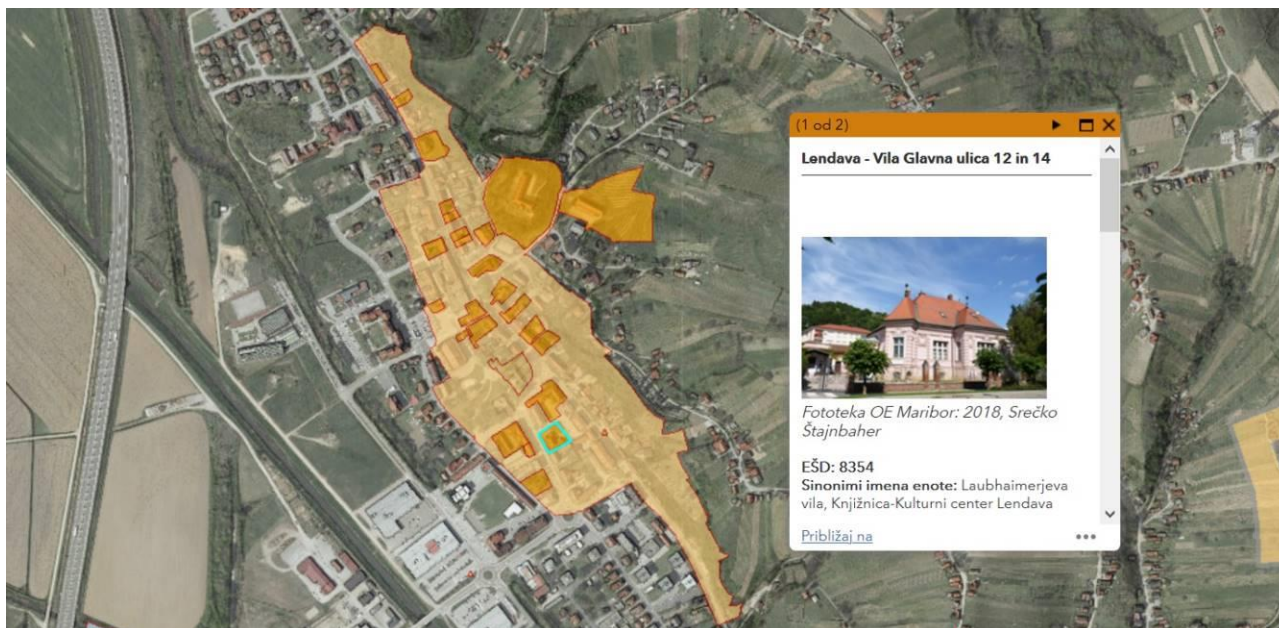 (1 od 2)
Lendava - Vila Glavna ulica 12 in 14
Fototeka OE Maribor: 2018, Srečko
Štajnbaher
EŠD: 8354
Sinonimi imena enote: Laubhaimerjeva
vila, Knjižnica-Kulturni center Lendava
Približaj na